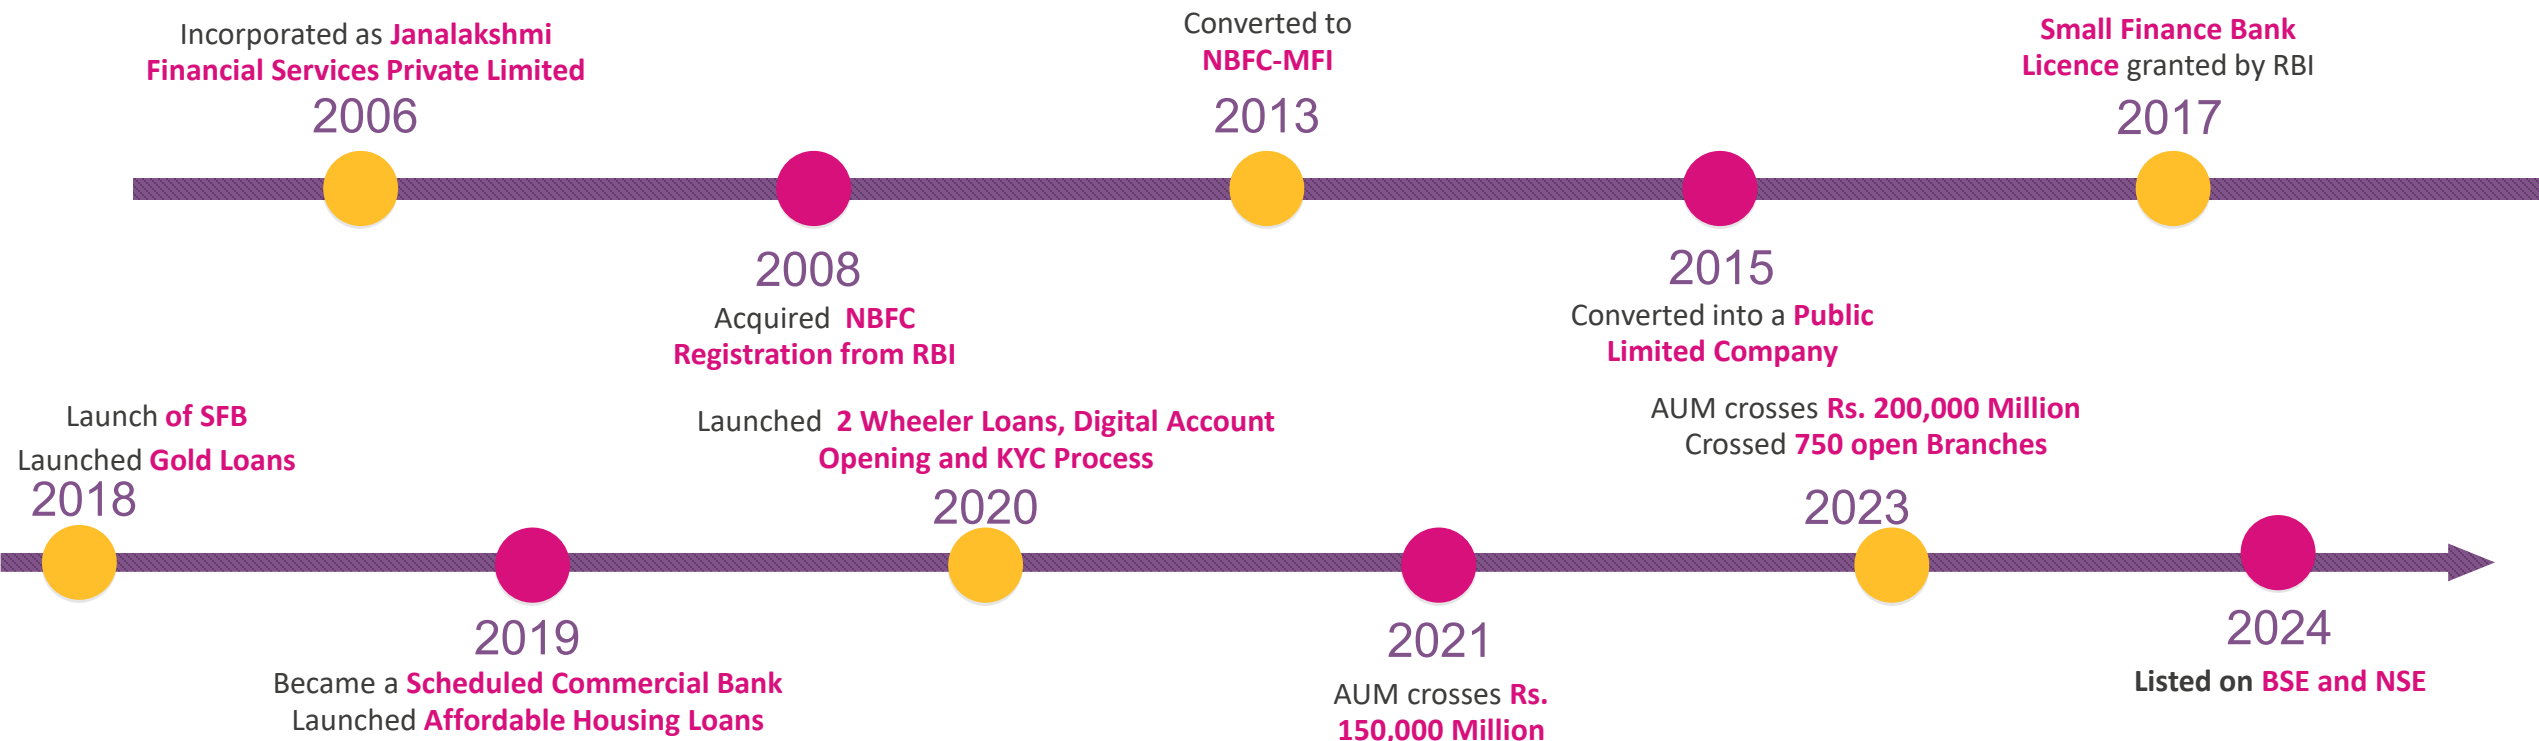 Incorporated as Janalakshmi
Financial Services Private Limited
2006
2008
Acquired NBFC
Registration from RBI
Converted to
NBFC-MFI
2013
2015
Converted into a Public
Limited Company
Small Finance Bank
Licence granted by RBI
2017
Launch of SFB
Launched Gold Loans
2018
2019
Became a Scheduled Commercial Bank
Launched Affordable Housing Loans
Launched 2 Wheeler Loans, Digital Account
Opening and KYC Process
2020
2021
AUM crosses Rs.
150,000 Million
AUM crosses Rs. 200,000 Million
Crossed 750 open Branches
2023
2024
Listed on BSE and NSE